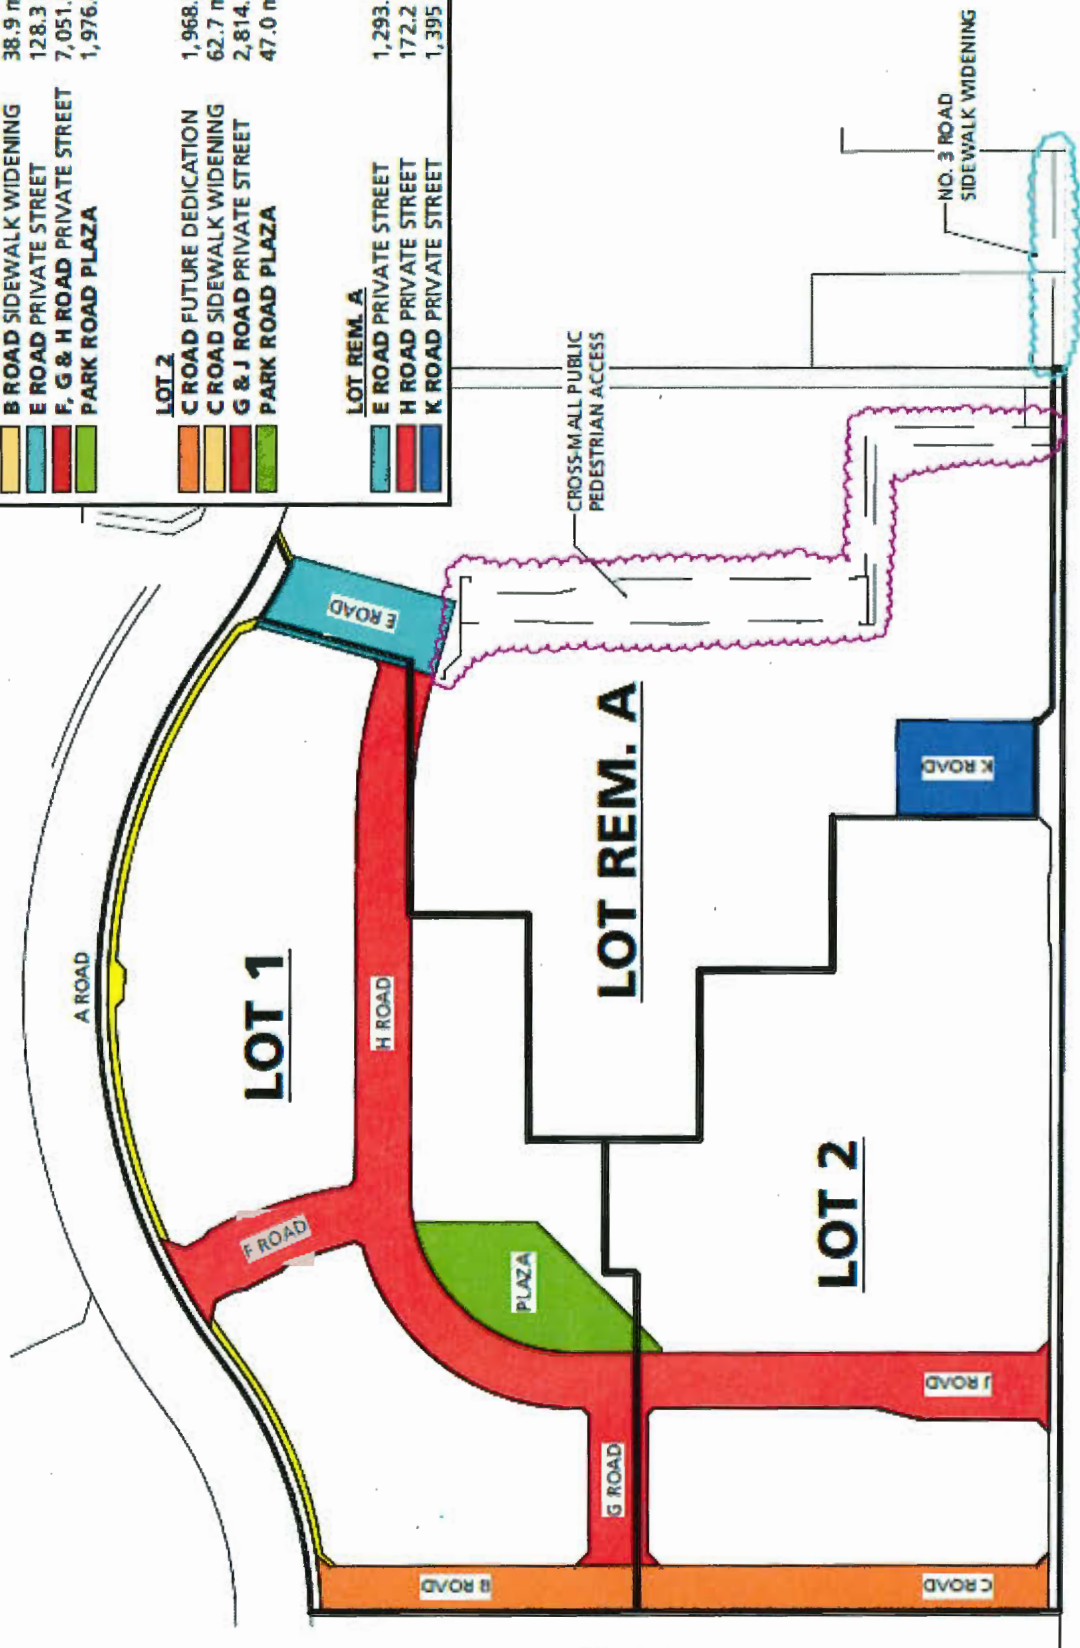 B ROAD SIDEWALK WIDENING 38.9
E ROAD PRIVATE STREET 128.3
F, G & H ROAD PRIVATE STREET 7,051.
PARK ROAD PLAZA 1,976.
LOT 2
C ROAD FUTURE DEDICATION 1,968.
C ROAD SIDEWALK WIDENING 62.7
G & J ROAD PRIVATE STREET 2,814.
PARK ROAD PLAZA 47.0
LOT REM. A
E ROAD PRIVATE STREET 1,293.
H ROAD PRIVATE STREET 172.2
K ROAD PRIVATE STREET 1,395
NO. 3 ROAD
SIDEWALK WIDENING
CROSS-MALL PUBLIC
PEDESTRIAN ACCESS
E ROAD
A ROAD
LOT 1
H ROAD
LOT REM. A
K ROAD
F ROAD
PLAZA
LOT 2
G ROAD
J ROAD
B ROAD
C ROAD